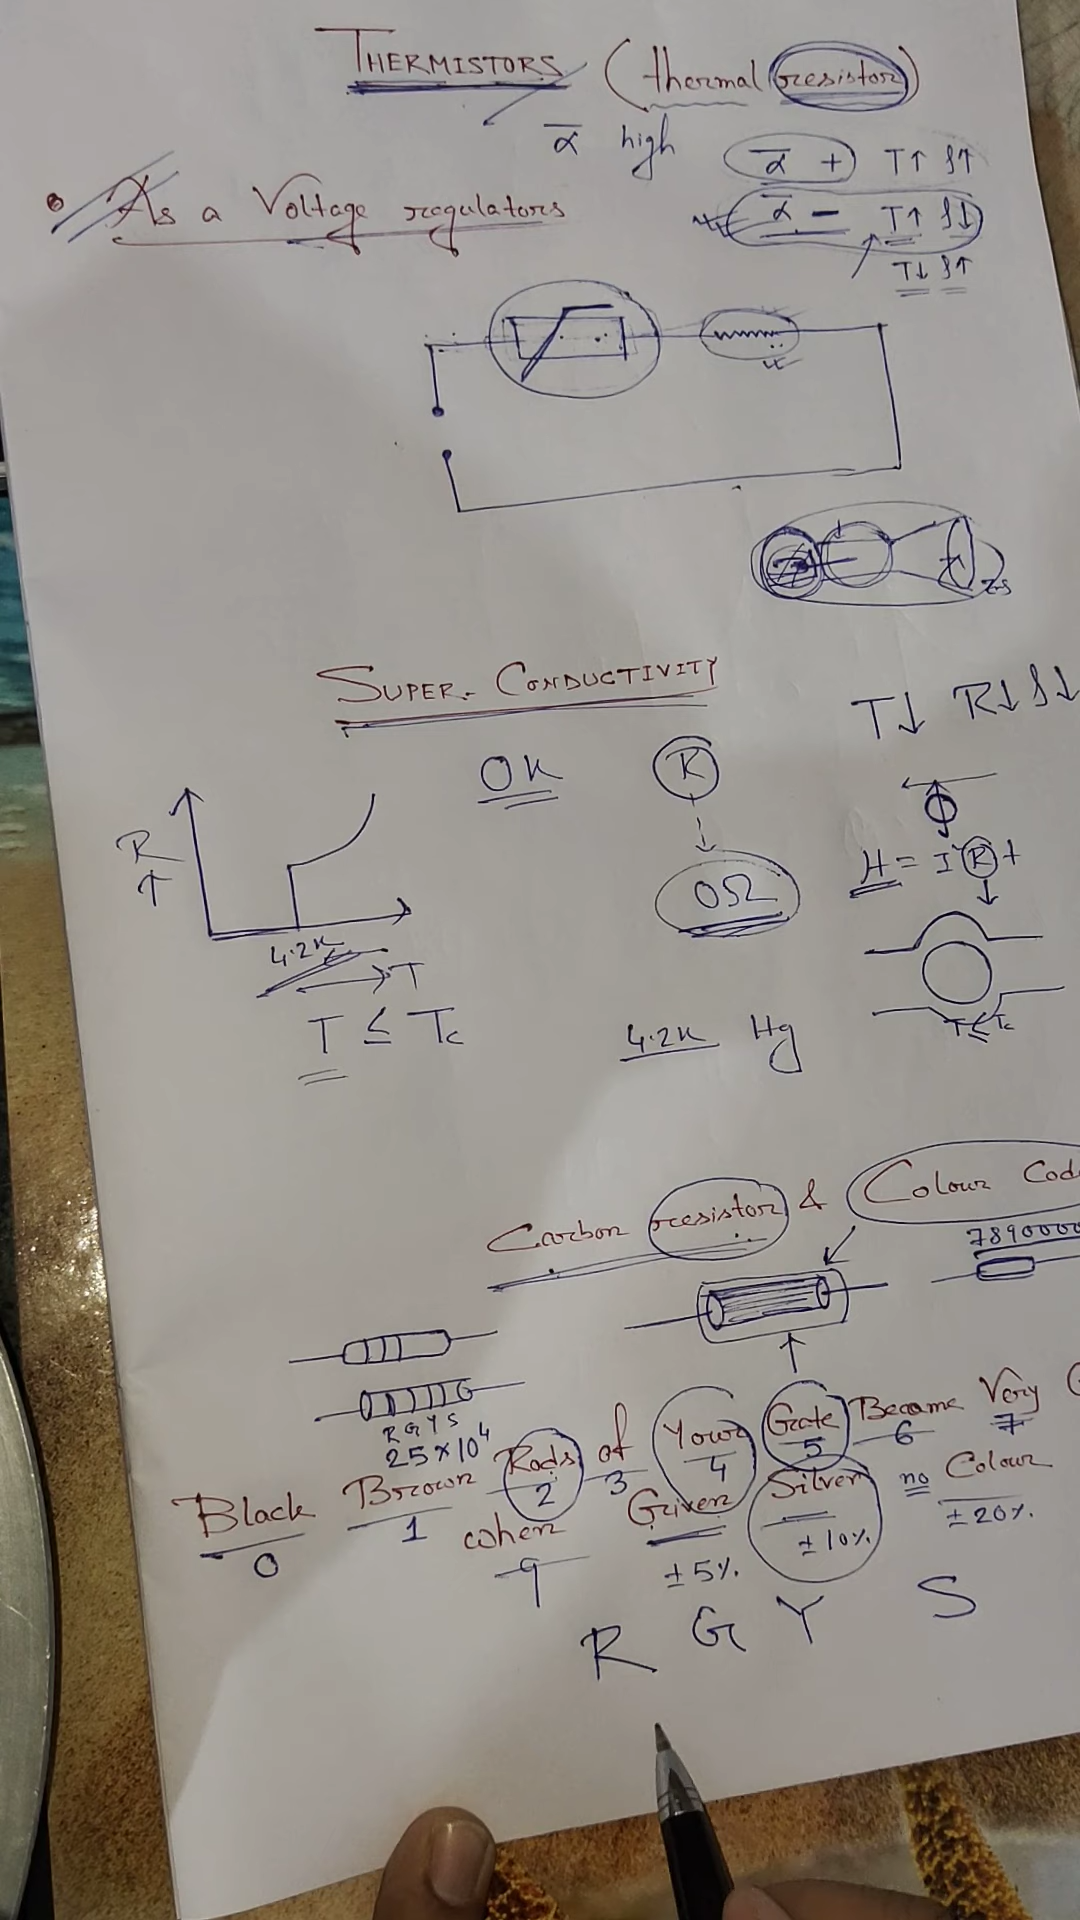 THERMISTORS (thermal resistor)
ᾱ high
ᾱ + T↑ ρ↑
As a Voltage regulators
ᾱ − T↑ ρ↓
T↓ ρ↑
SUPER-CONDUCTIVITY
T↓ R↓ ρ↓
0K R
R↑
0Ω
H = I²Rt
4.2K
→T
T ≤ Tc
4.2K Hg
T ≤ Tc
Carbon resistor & Colour Cod
7890000
R G Y S
25×10⁴
Black Brown Rods of Your Gate Became Very G
0 1 2 3 4 5 6 7
when Given Silver no Colour
9 ±5% ±10% ±20%
R G Y S